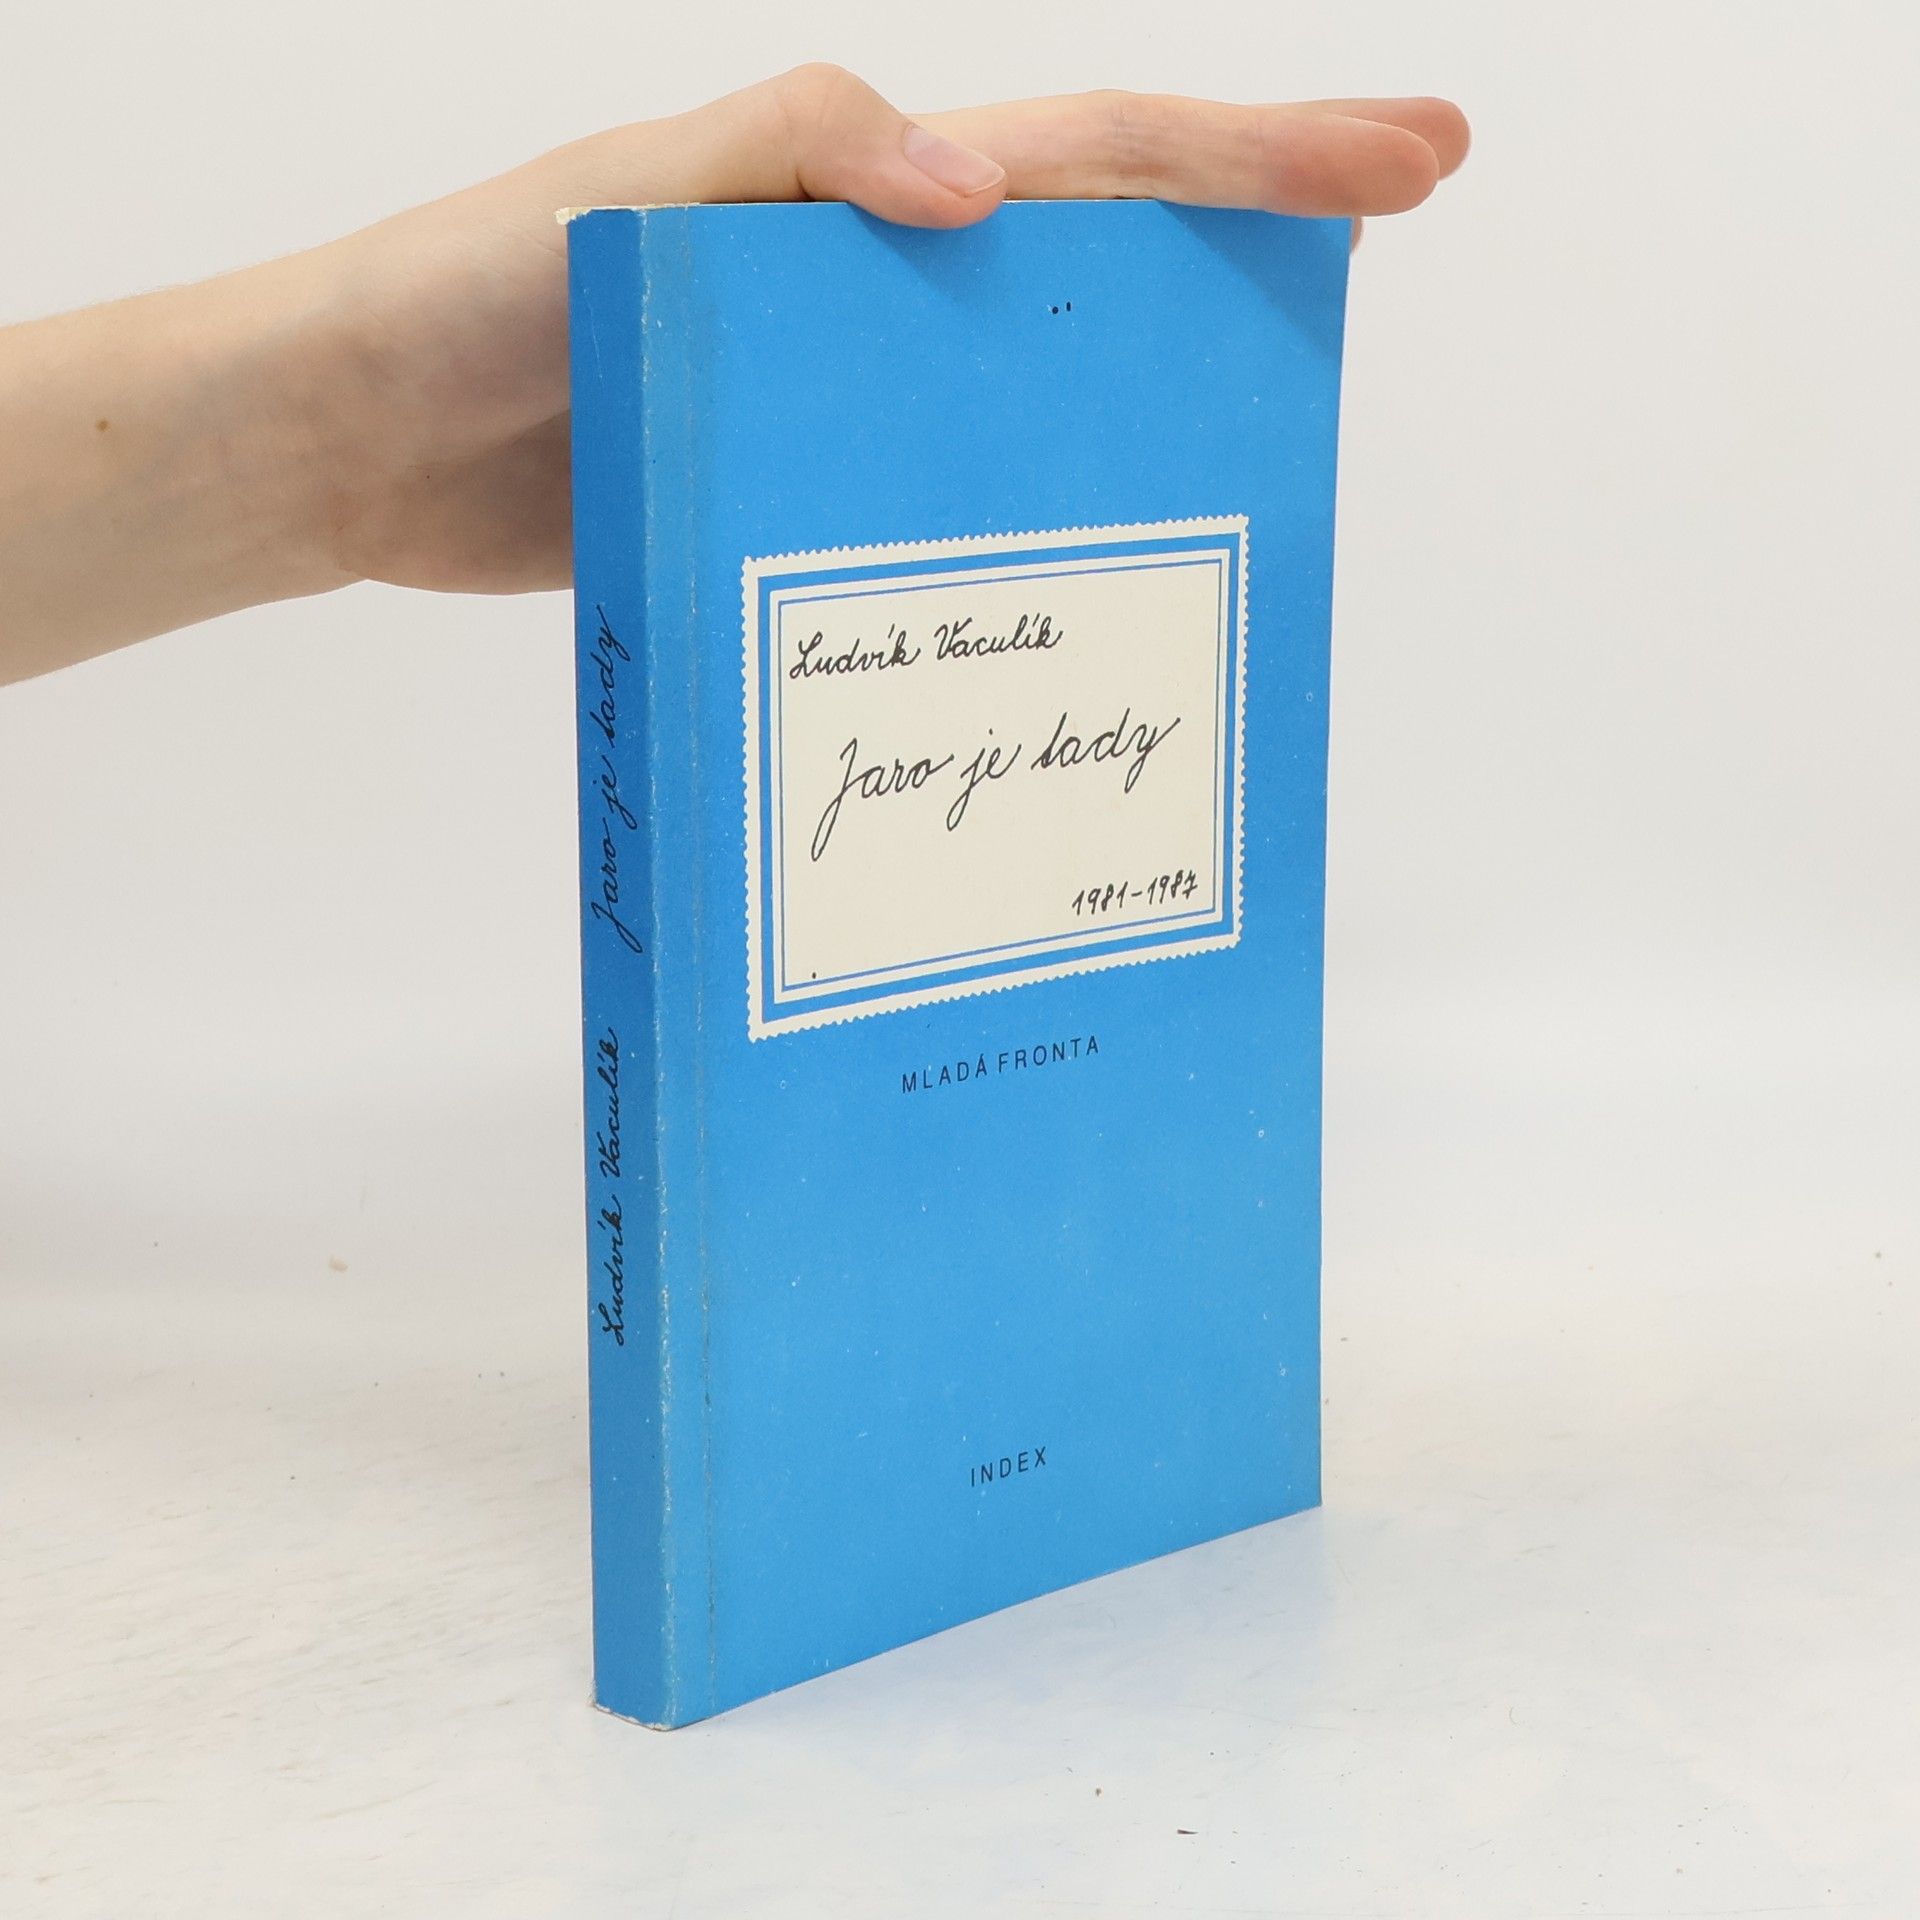 Ludvík Vaculík
Jaro je tady
1981-1987
MLADÁ FRONTA
INDEX
Ludvík Vaculík Jaro je tady